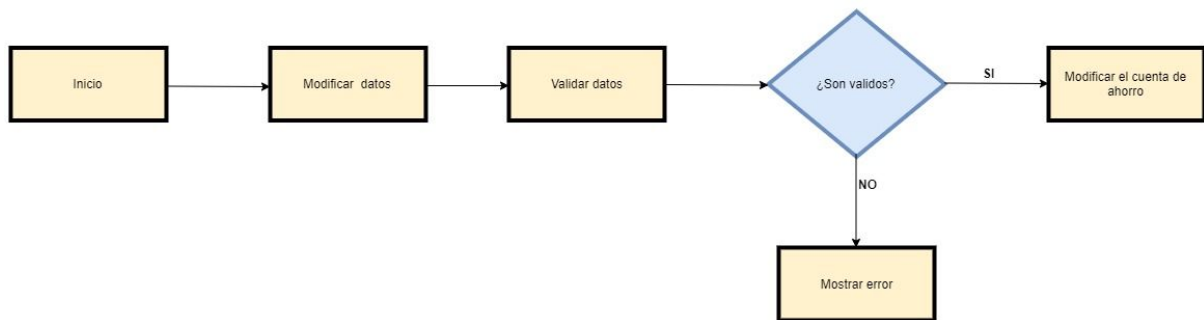 Inicio
Modificar datos
Validar datos
¿Son validos?
SI
Modificar el cuenta de
ahorro
NO
Mostrar error